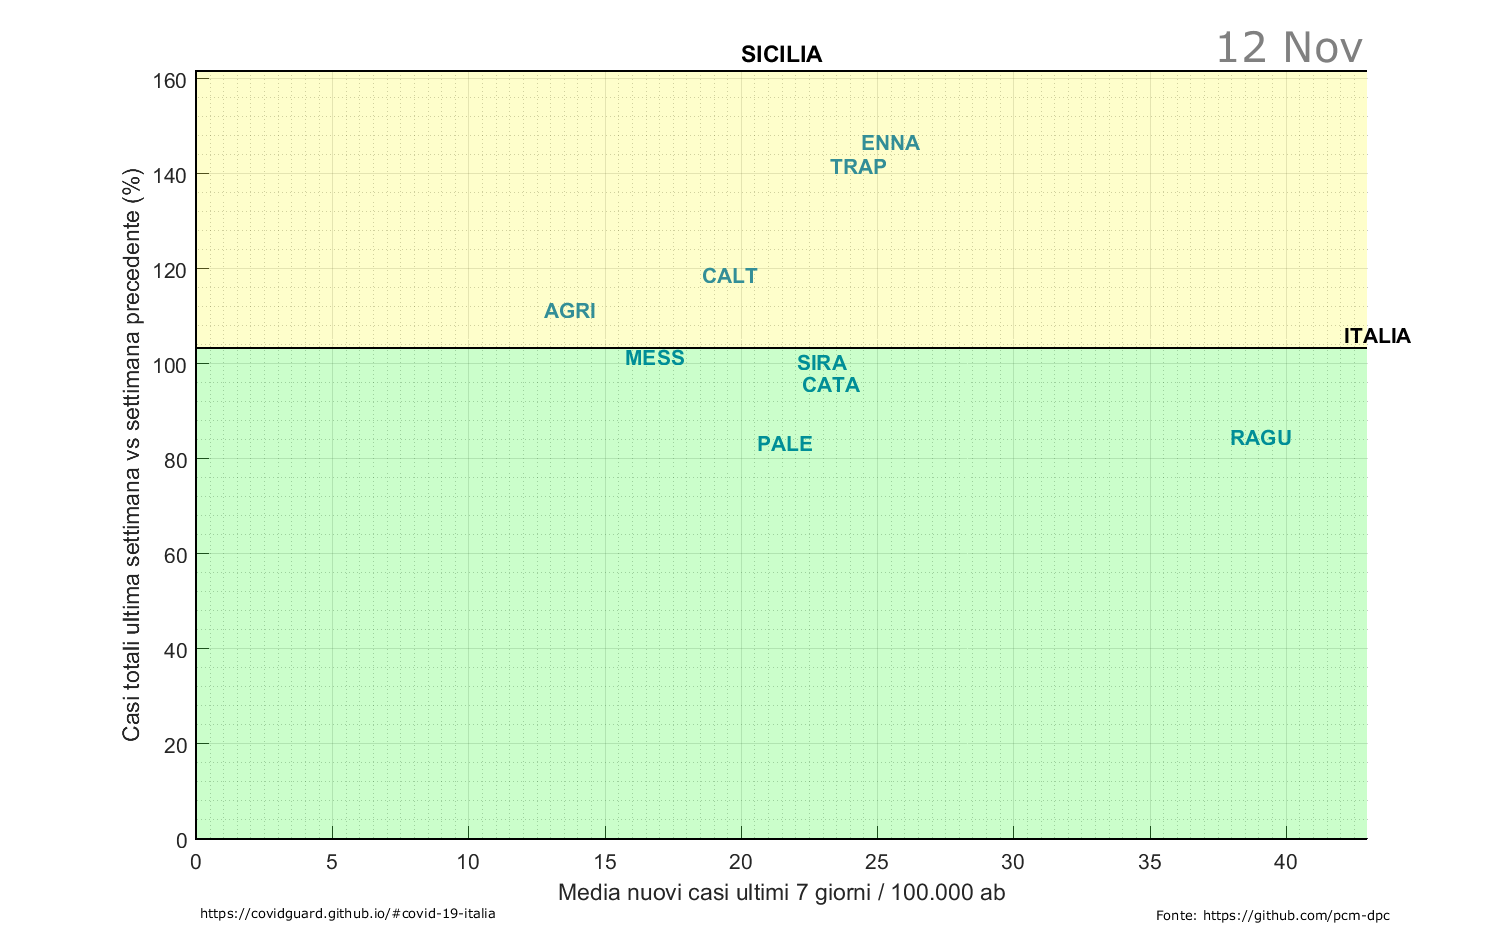 12 Nov
SICILIA
160
140
120
100
80
60
40
20
0
Casi totali ultima settimana vs settimana precedente (%)
ENNA
TRAP
CALT
AGRI
ITALIA
MESS
SIRA
CATA
RAGU
PALE
0 5 10 15 20 25 30 35 40
Media nuovi casi ultimi 7 giorni / 100.000 ab
https://covidguard.github.io/#covid-19-italia
Fonte: https://github.com/pcm-dpc